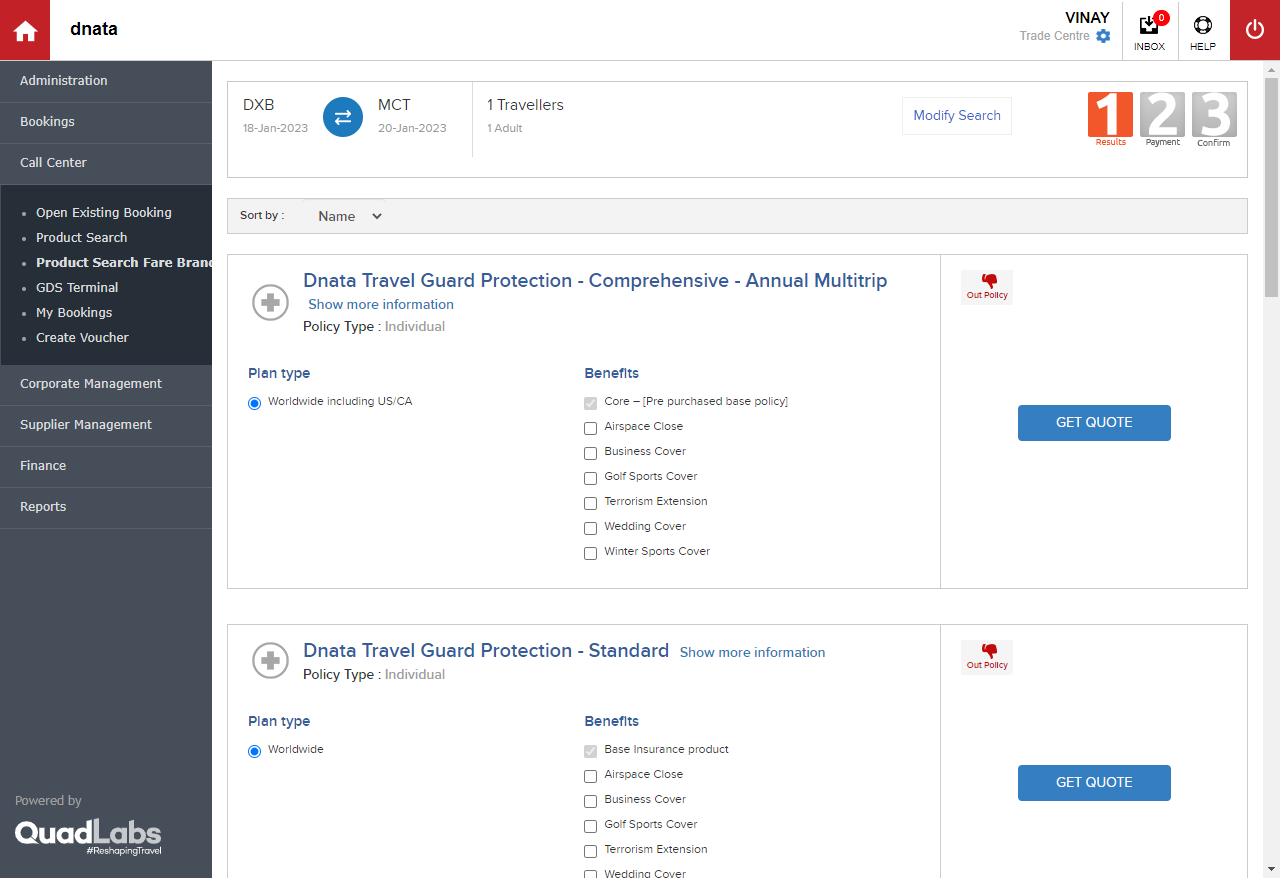 dnata
VINAY
Trade Centre
0
INBOX
HELP
Administration
Bookings
Call Center
Open Existing Booking
Product Search
Product Search Fare Brand
GDS Terminal
My Bookings
Create Voucher
Corporate Management
Supplier Management
Finance
Reports
Powered by
QuadLabs
#ReshapingTravel
DXB
18-Jan-2023
MCT
20-Jan-2023
1 Travellers
1 Adult
Modify Search
1 2 3
Results Payment Confirm
Sort by : Name
Dnata Travel Guard Protection - Comprehensive - Annual Multitrip
Show more information
Policy Type : Individual
Out Policy
Plan type
Worldwide including US/CA
Benefits
Core – [Pre purchased base policy]
Airspace Close
Business Cover
Golf Sports Cover
Terrorism Extension
Wedding Cover
Winter Sports Cover
GET QUOTE
Dnata Travel Guard Protection - Standard Show more information
Policy Type : Individual
Out Policy
Plan type
Worldwide
Benefits
Base Insurance product
Airspace Close
Business Cover
Golf Sports Cover
Terrorism Extension
Wedding Cover
GET QUOTE